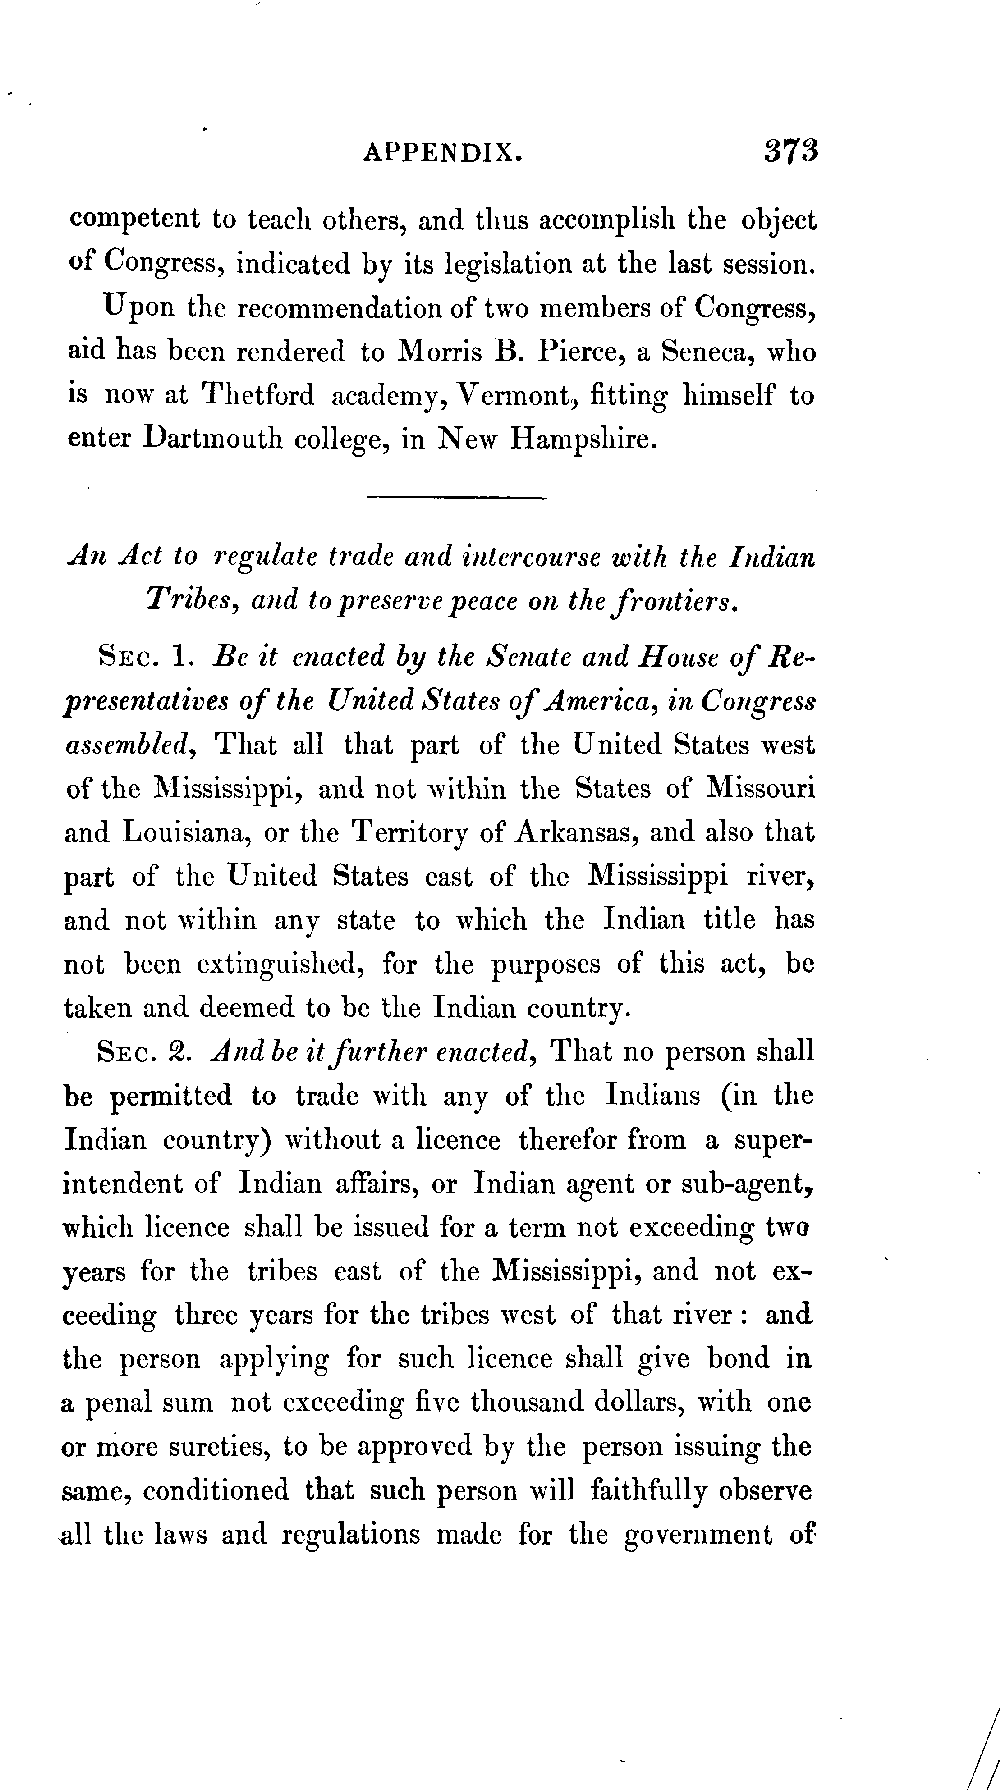 APPENDIX. 373
competent to teach others, and thus accomplish the object
of Congress, indicated by its legislation at the last session.
Upon the recommendation of two members of Congress,
aid has been rendered to Morris B. Pierce, a Seneca, who
is now at Thetford academy, Vermont, fitting himself to
enter Dartmouth college, in New Hampshire.
An Act to regulate trade and intercourse with the Indian
Tribes, and to preserve peace on the frontiers.
SEC. 1. Be it enacted by the Senate and House of Re-
presentatives of the United States of America, in Congress
assembled, That all that part of the United States west
of the Mississippi, and not within the States of Missouri
and Louisiana, or the Territory of Arkansas, and also that
part of the United States east of the Mississippi river,
and not within any state to which the Indian title has
not been extinguished, for the purposes of this act, be
taken and deemed to be the Indian country.
SEC. 2. And be it further enacted, That no person shall
be permitted to trade with any of the Indians (in the
Indian country) without a licence therefor from a super-
intendent of Indian affairs, or Indian agent or sub-agent,
which licence shall be issued for a term not exceeding two
years for the tribes east of the Mississippi, and not ex-
ceeding three years for the tribes west of that river: and
the person applying for such licence shall give bond in
a penal sum not exceeding five thousand dollars, with one
or more sureties, to be approved by the person issuing the
same, conditioned that such person will faithfully observe
all the laws and regulations made for the government of